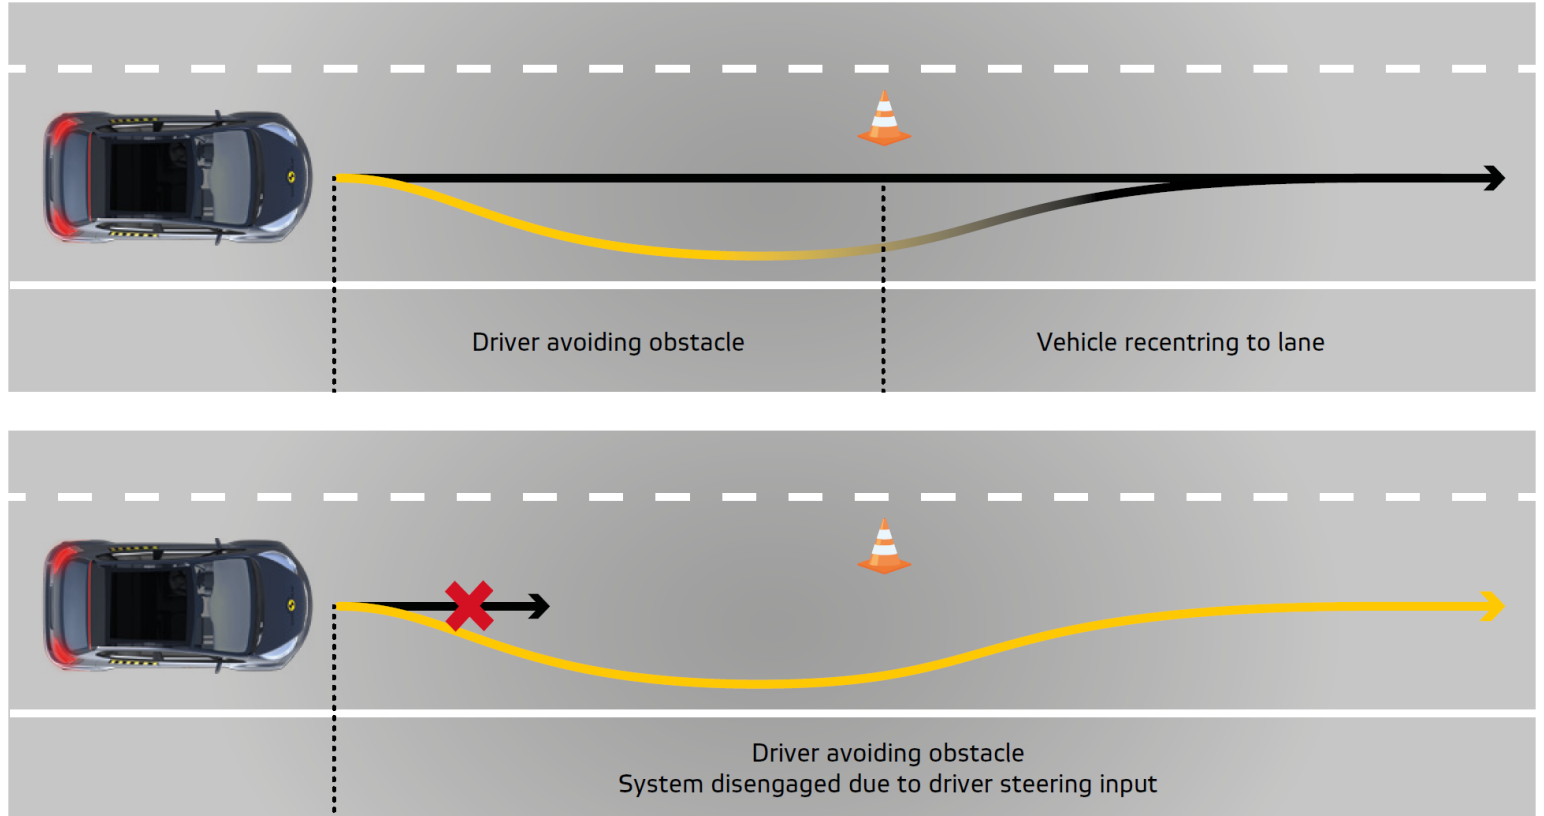 Driver avoiding obstacle
Vehicle recentring to lane
Driver avoiding obstacle
System disengaged due to driver steering input